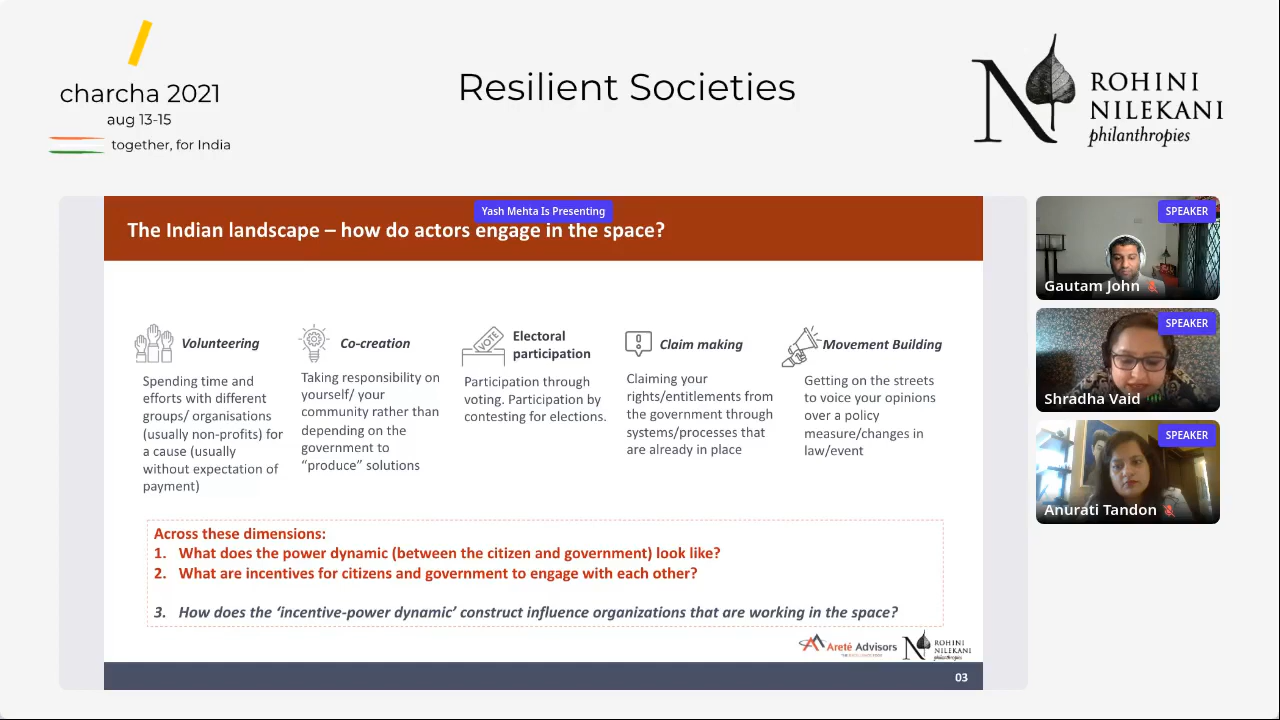 charcha 2021
aug 13-15
together, for India
Resilient Societies
ROHINI
NILEKANI
philanthropies
Yash Mehta Is Presenting
The Indian landscape – how do actors engage in the space?
Volunteering
Spending time and
efforts with different
groups/ organisations
(usually non-profits) for
a cause (usually
without expectation of
payment)
Co-creation
Taking responsibility on
yourself/ your
community rather than
depending on the
government to
“produce” solutions
VOTE
Electoral
participation
Participation through
voting. Participation by
contesting for elections.
Claim making
Claiming your
rights/entitlements from
the government through
systems/processes that
are already in place
Movement Building
Getting on the streets
to voice your opinions
over a policy
measure/changes in
law/event
Across these dimensions:
1. What does the power dynamic (between the citizen and government) look like?
2. What are incentives for citizens and government to engage with each other?
3. How does the ‘incentive-power dynamic’ construct influence organizations that are working in the space?
Areté Advisors
ROHINI
NILEKANI
philanthropies
03
SPEAKER
Gautam John
SPEAKER
Shradha Vaid
SPEAKER
Anurati Tandon